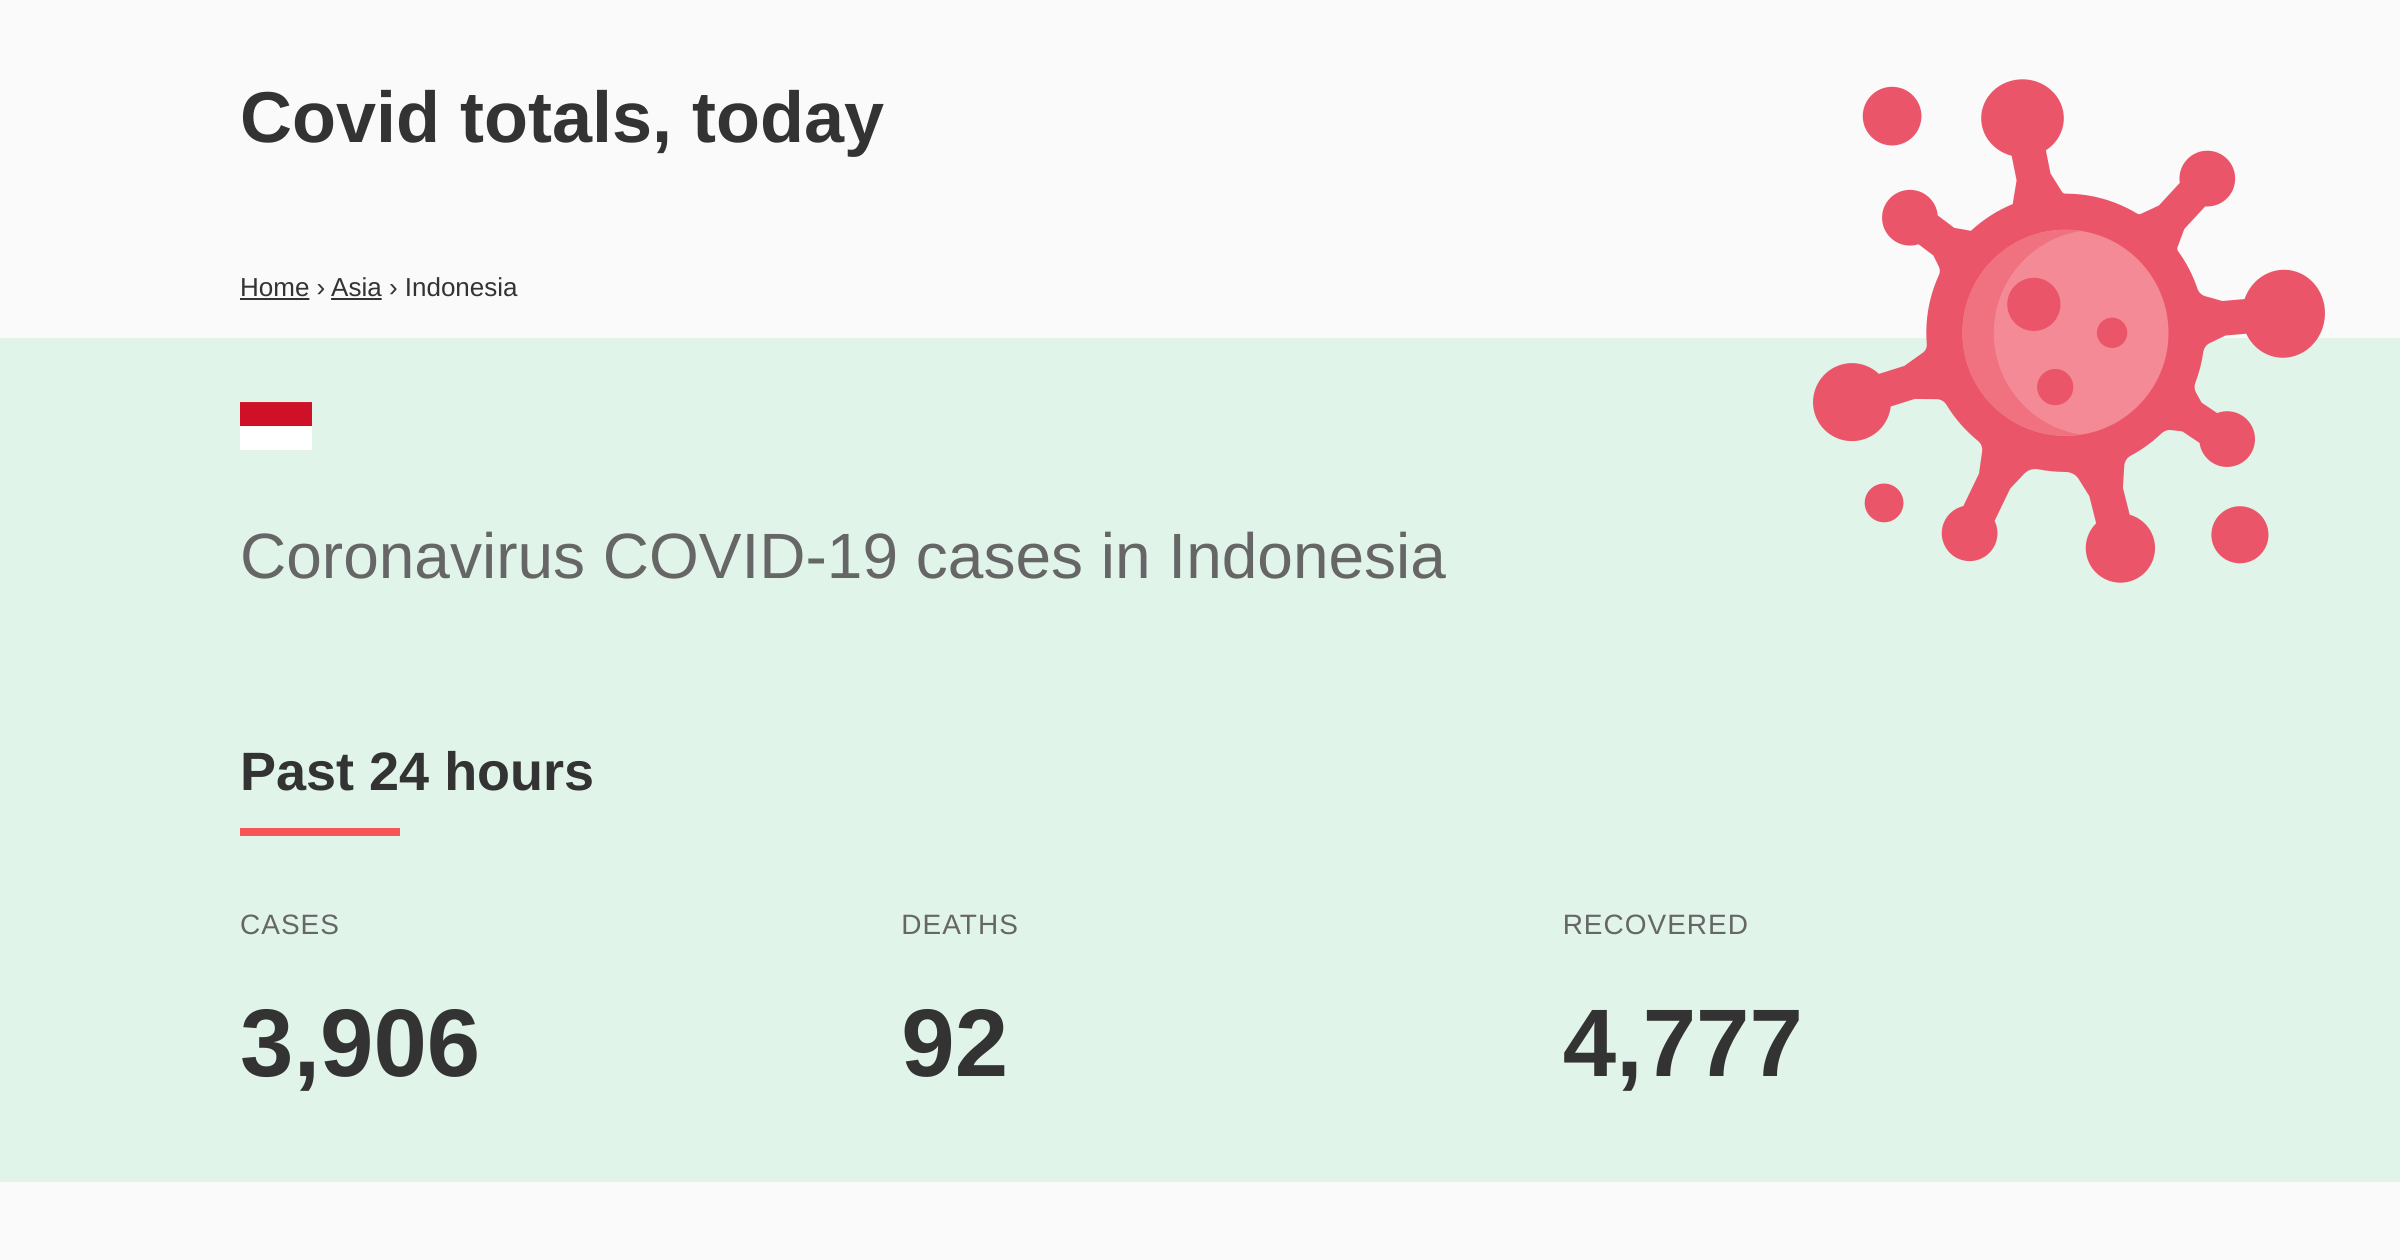 Covid totals, today
Home › Asia › Indonesia
Coronavirus COVID-19 cases in Indonesia
Past 24 hours
CASES DEATHS RECOVERED
3,906 92 4,777